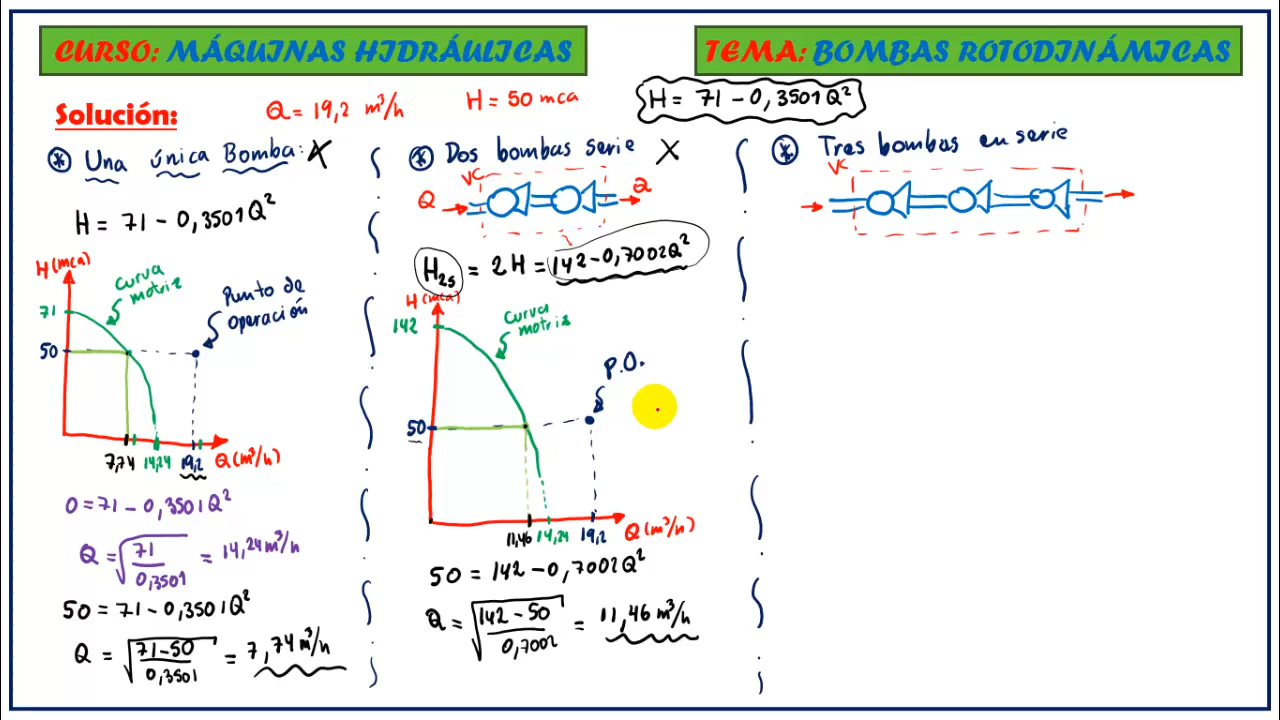 CURSO: MÁQUINAS HIDRÁULICAS
TEMA: BOMBAS ROTODINÁMICAS
Solución:
Q = 19,2 m³/h
H = 50 mca
H = 71 - 0,3501Q²
* Una única Bomba: X
H = 71 - 0,3501Q²
H(mca)
71
50
curva
motriz
Punto de
operación
7,74
14,24
19,2
Q(m³/h)
0 = 71 - 0,3501Q²
Q = √71/0,3501 = 14,24 m³/h
50 = 71 - 0,3501Q²
Q = √71-50/0,3501 = 7,74 m³/h
* Dos bombas serie X
VC
Q
Q
H2s = 2H = 142 - 0,7002Q²
H(mca)
142
50
curva
motriz
P.O.
11,46
14,24
19,2
Q(m³/h)
50 = 142 - 0,7002Q²
Q = √142-50/0,7002 = 11,46 m³/h
* Tres bombas en serie
VC